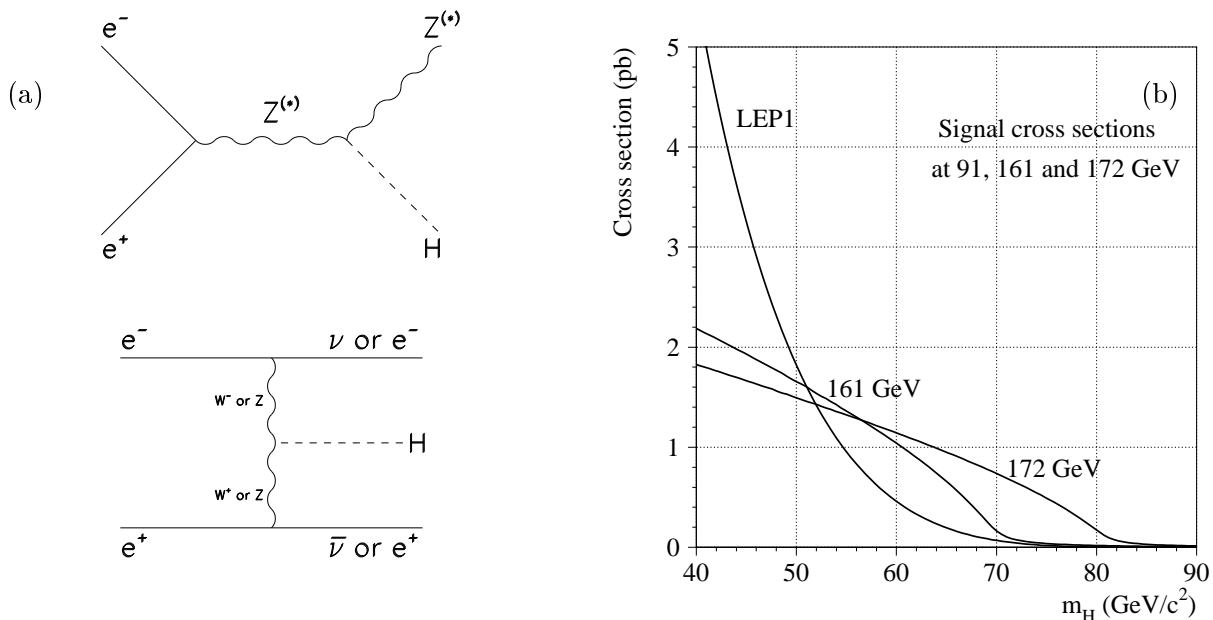 (a)
e⁻
Z⁽*⁾
Z⁽*⁾
e⁺
H
e⁻
ν or e⁻
W⁻ or Z
H
W⁺ or Z
e⁺
ν̄ or e⁺
(b)
Cross section (pb)
5
4
3
2
1
0
LEP1
Signal cross sections
at 91, 161 and 172 GeV
161 GeV
172 GeV
40 50 60 70 80 90
m_H (GeV/c²)